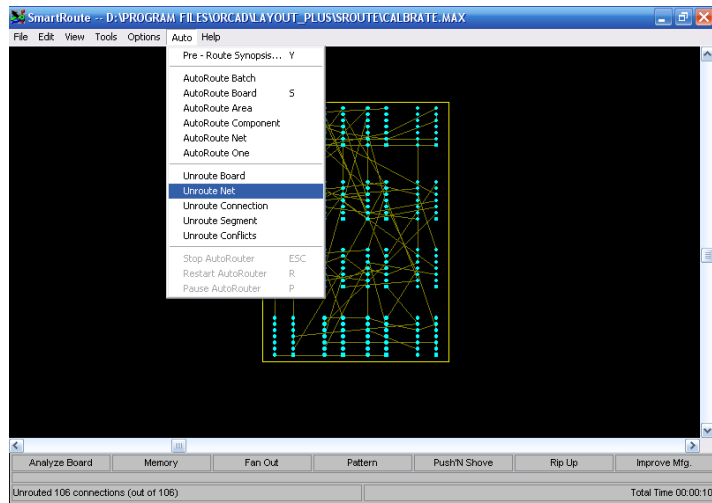 SmartRoute -- D:\PROGRAM FILES\ORCAD\LAYOUT_PLUS\SROUTE\CALBRATE.MAX
File Edit View Tools Options Auto Help
Pre - Route Synopsis... Y
AutoRoute Batch
AutoRoute Board S
AutoRoute Area
AutoRoute Component
AutoRoute Net
AutoRoute One
Unroute Board
Unroute Net
Unroute Connection
Unroute Segment
Unroute Conflicts
Stop AutoRouter ESC
Restart AutoRouter R
Pause AutoRouter P
Analyze Board Memory Fan Out Pattern Push'N Shove Rip Up Improve Mfg.
Unrouted 106 connections (out of 106) Total Time 00:00:10